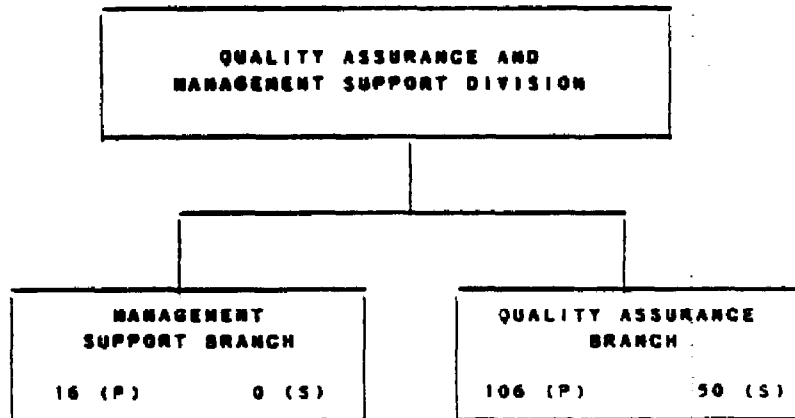 QUALITY ASSURANCE AND
MANAGEMENT SUPPORT DIVISION
MANAGEMENT
SUPPORT BRANCH
16 (P) 0 (S)
QUALITY ASSURANCE
BRANCH
106 (P) 50 (S)